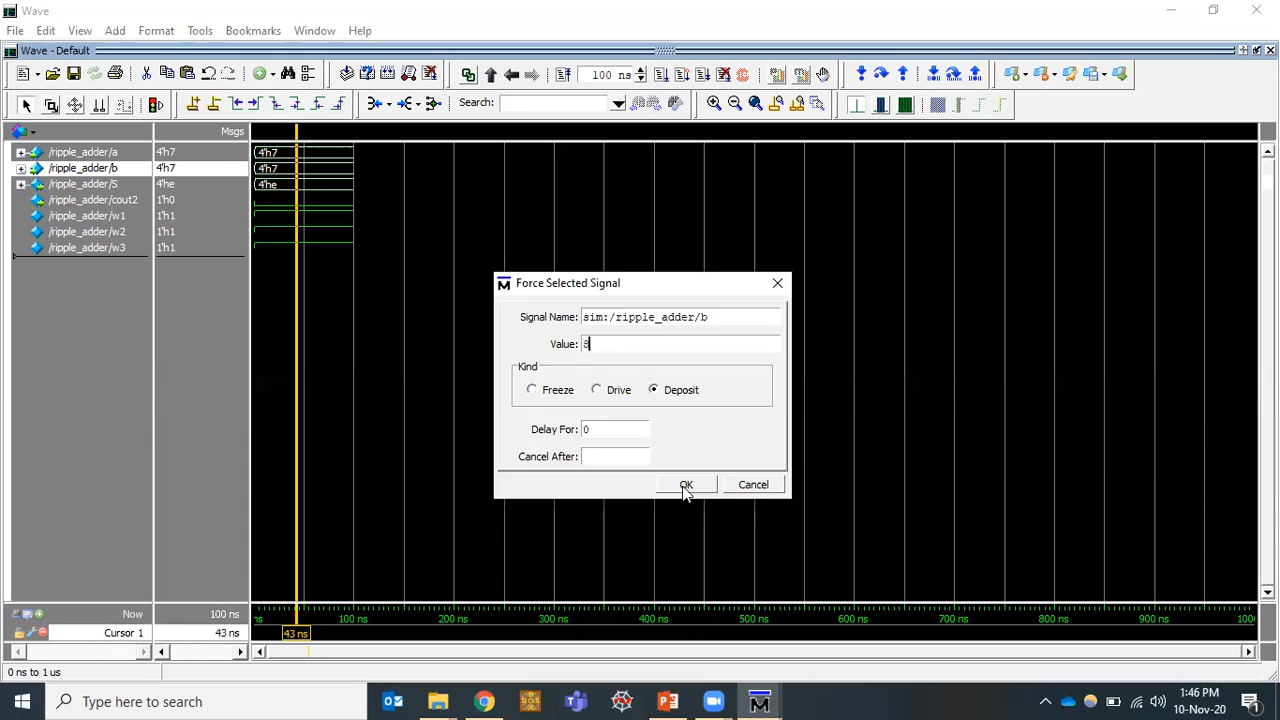 Wave
File Edit View Add Format Tools Bookmarks Window Help
Wave - Default
100 ns
Search:
Msgs
/ripple_adder/a 4'h7 4'h7
/ripple_adder/b 4'h7 4'h7
/ripple_adder/S 4'he 4'he
/ripple_adder/cout2 1'h0
/ripple_adder/w1 1'h1
/ripple_adder/w2 1'h1
/ripple_adder/w3 1'h1
Force Selected Signal
Signal Name: sim:/ripple_adder/b
Value: 8
Kind
Freeze Drive Deposit
Delay For: 0
Cancel After:
OK Cancel
Now 100 ns ns 100 ns 200 ns 300 ns 400 ns 500 ns 600 ns 700 ns 800 ns 900 ns 100
Cursor 1 43 ns 43 ns
0 ns to 1 us
Type here to search
1:46 PM
10-Nov-20